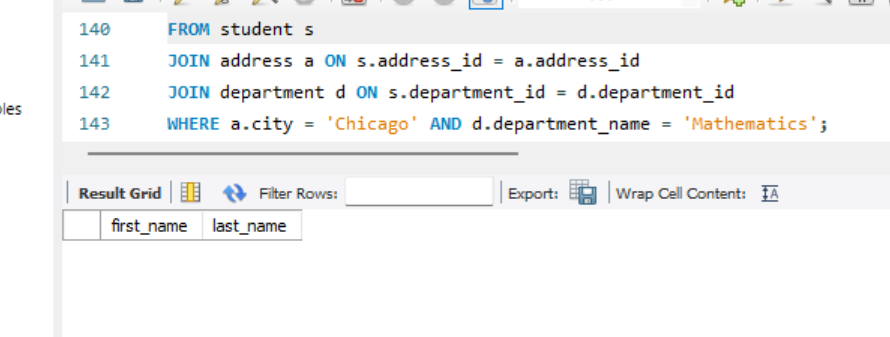 140 FROM student s
141 JOIN address a ON s.address_id = a.address_id
142 JOIN department d ON s.department_id = d.department_id
143 WHERE a.city = 'Chicago' AND d.department_name = 'Mathematics';
Result Grid Filter Rows: Export: Wrap Cell Content:
first_name last_name